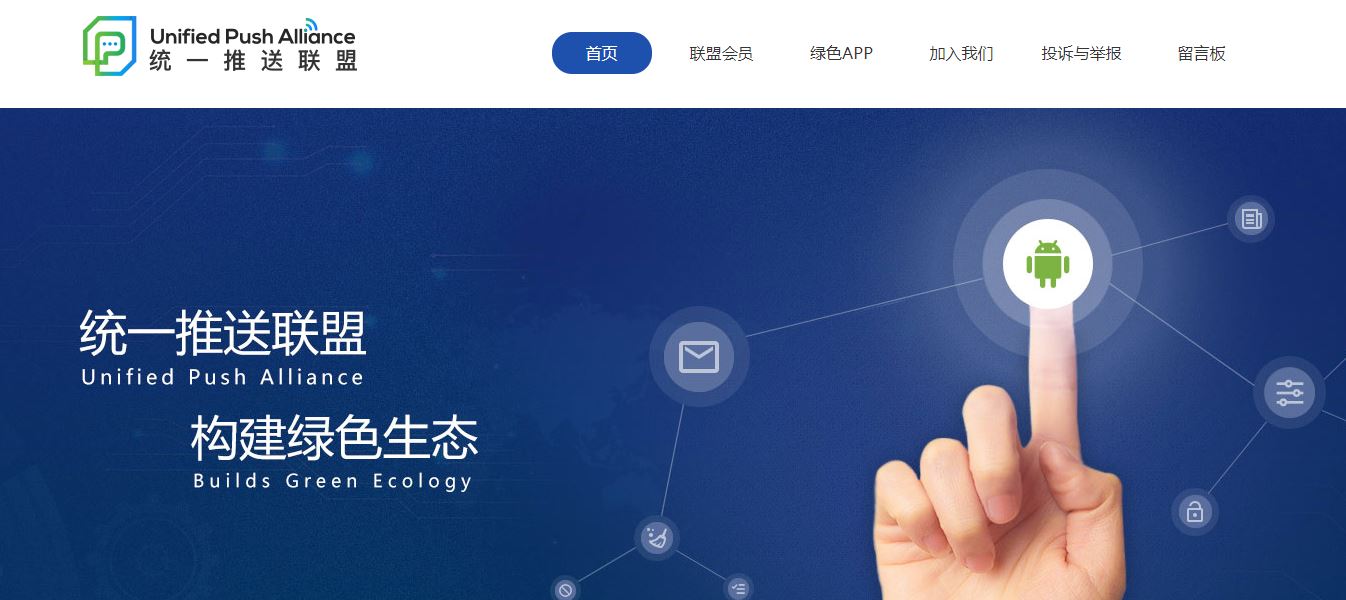 Unified Push Alliance
统一推送联盟
首页
联盟会员
绿色APP
加入我们
投诉与举报
留言板
统一推送联盟
Unified Push Alliance
构建绿色生态
Builds Green Ecology